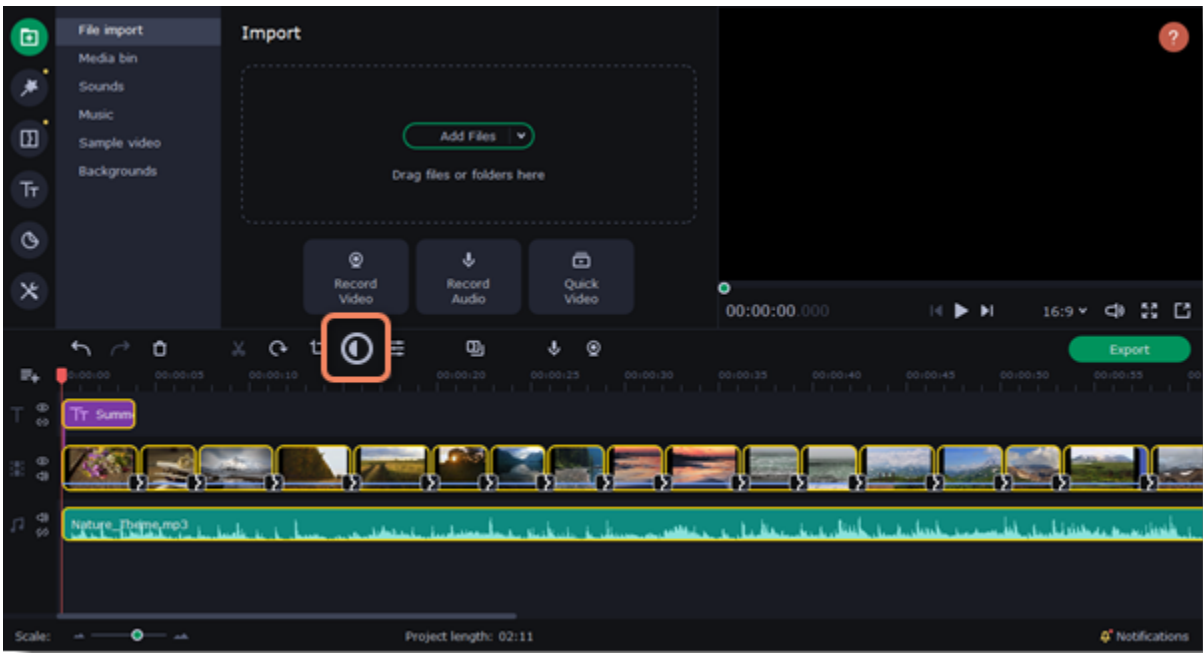 File import
Media bin
Sounds
Music
Sample video
Backgrounds
Import
Add Files
Drag files or folders here
Record
Video
Record
Audio
Quick
Video
?
00:00:00.000
16:9
Export
0:00:00 00:00:05 00:00:10 00:00:20 00:00:25 00:00:30 00:00:35 00:00:40 00:00:45 00:00:50 00:00:55 00
Tт Summ
Nature_Theme.mp3
Scale:
Project length: 02:11
Notifications